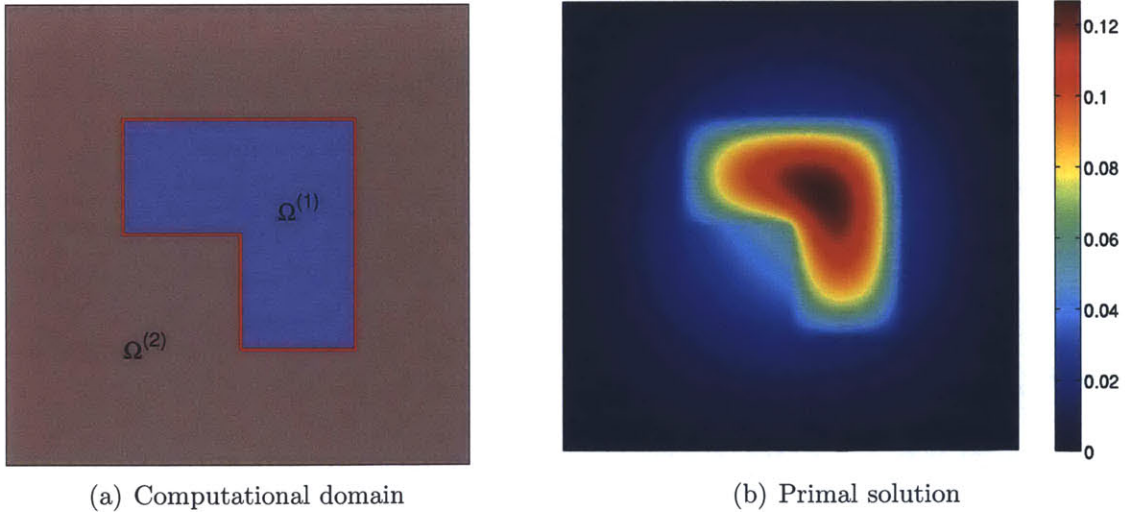 Ω(1)
Ω(2)
(a) Computational domain
0.12
0.1
0.08
0.06
0.04
0.02
0
(b) Primal solution